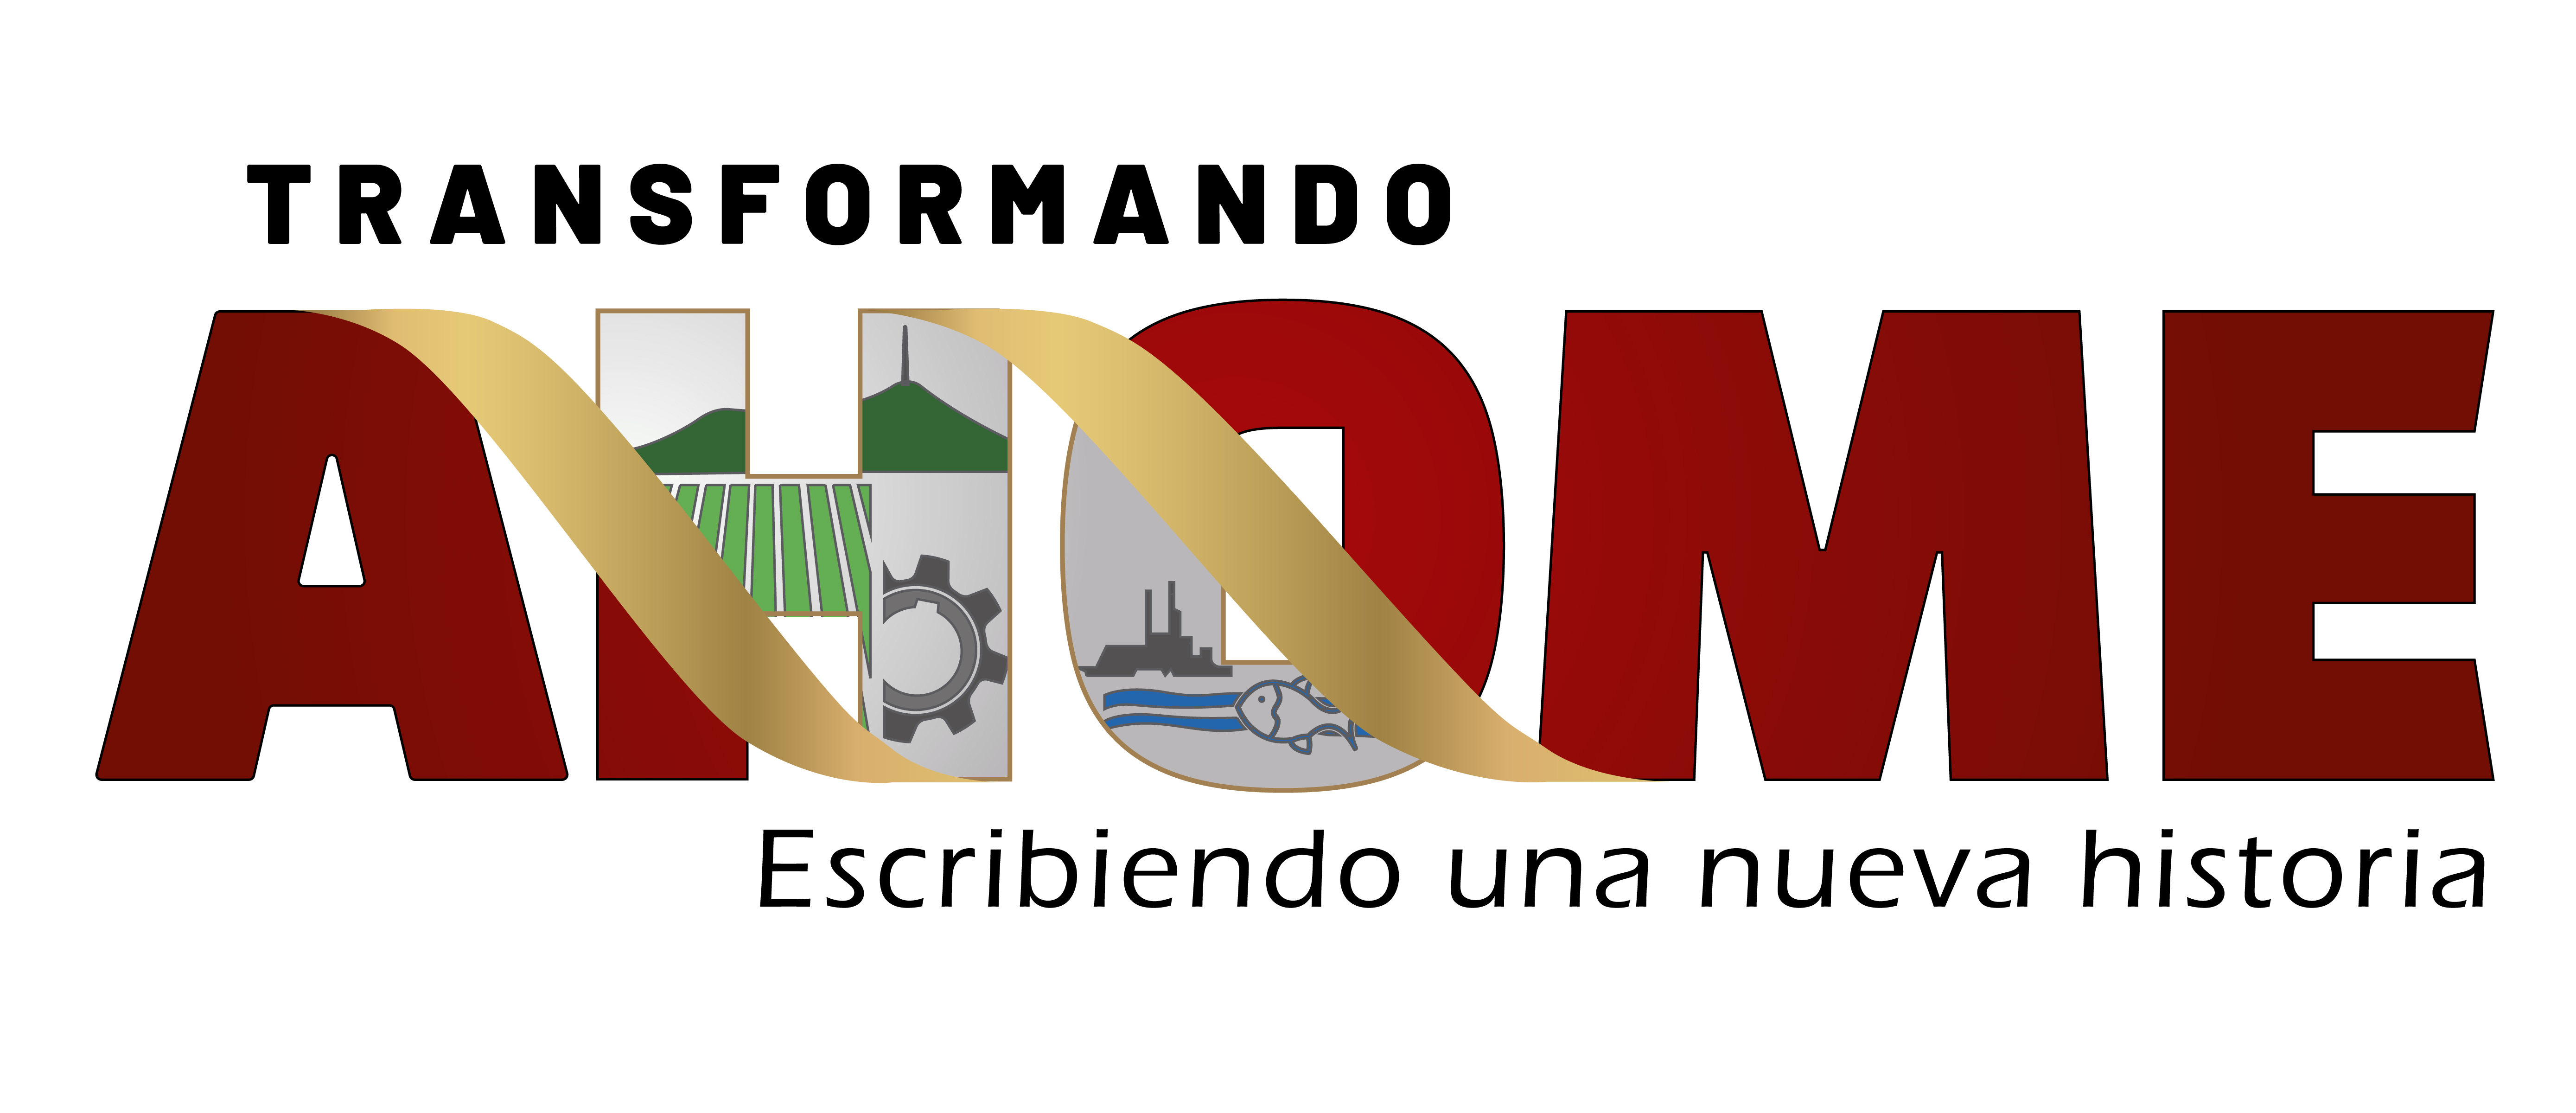 TRANSFORMANDO
AHOME
Escribiendo una nueva historia